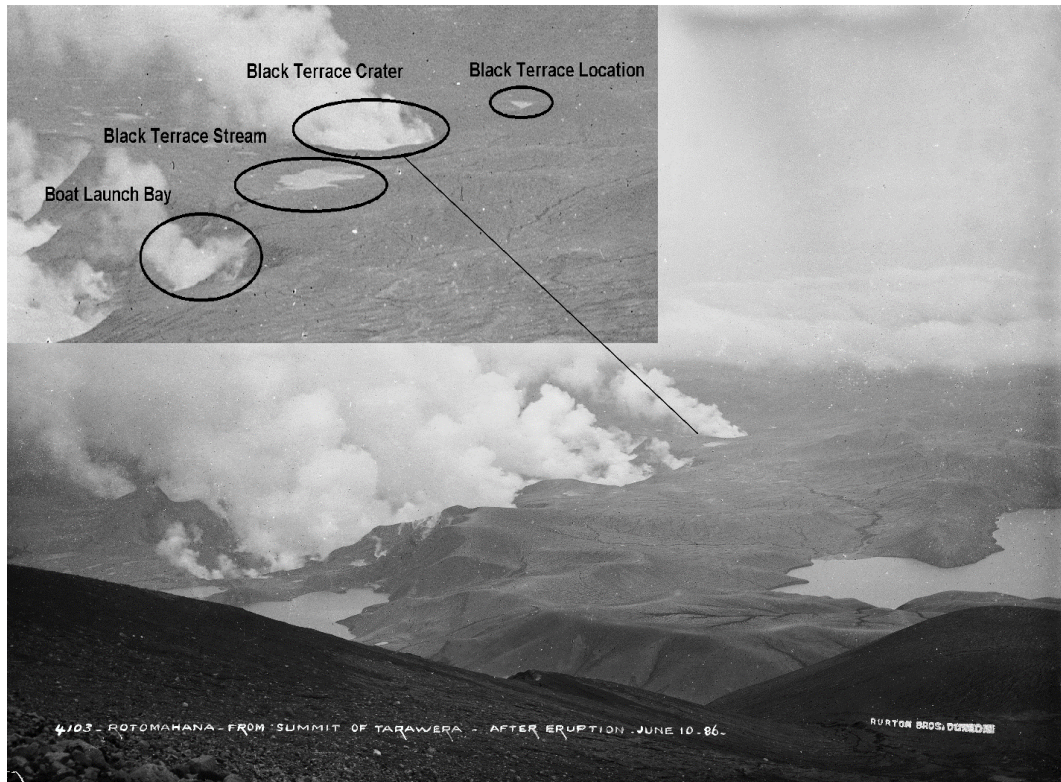 Black Terrace Crater
Black Terrace Location
Black Terrace Stream
Boat Launch Bay
4103 - ROTOMAHANA - FROM SUMMIT OF TARAWERA - AFTER ERUPTION - JUNE 10 - 86 -
BURTON BROS.